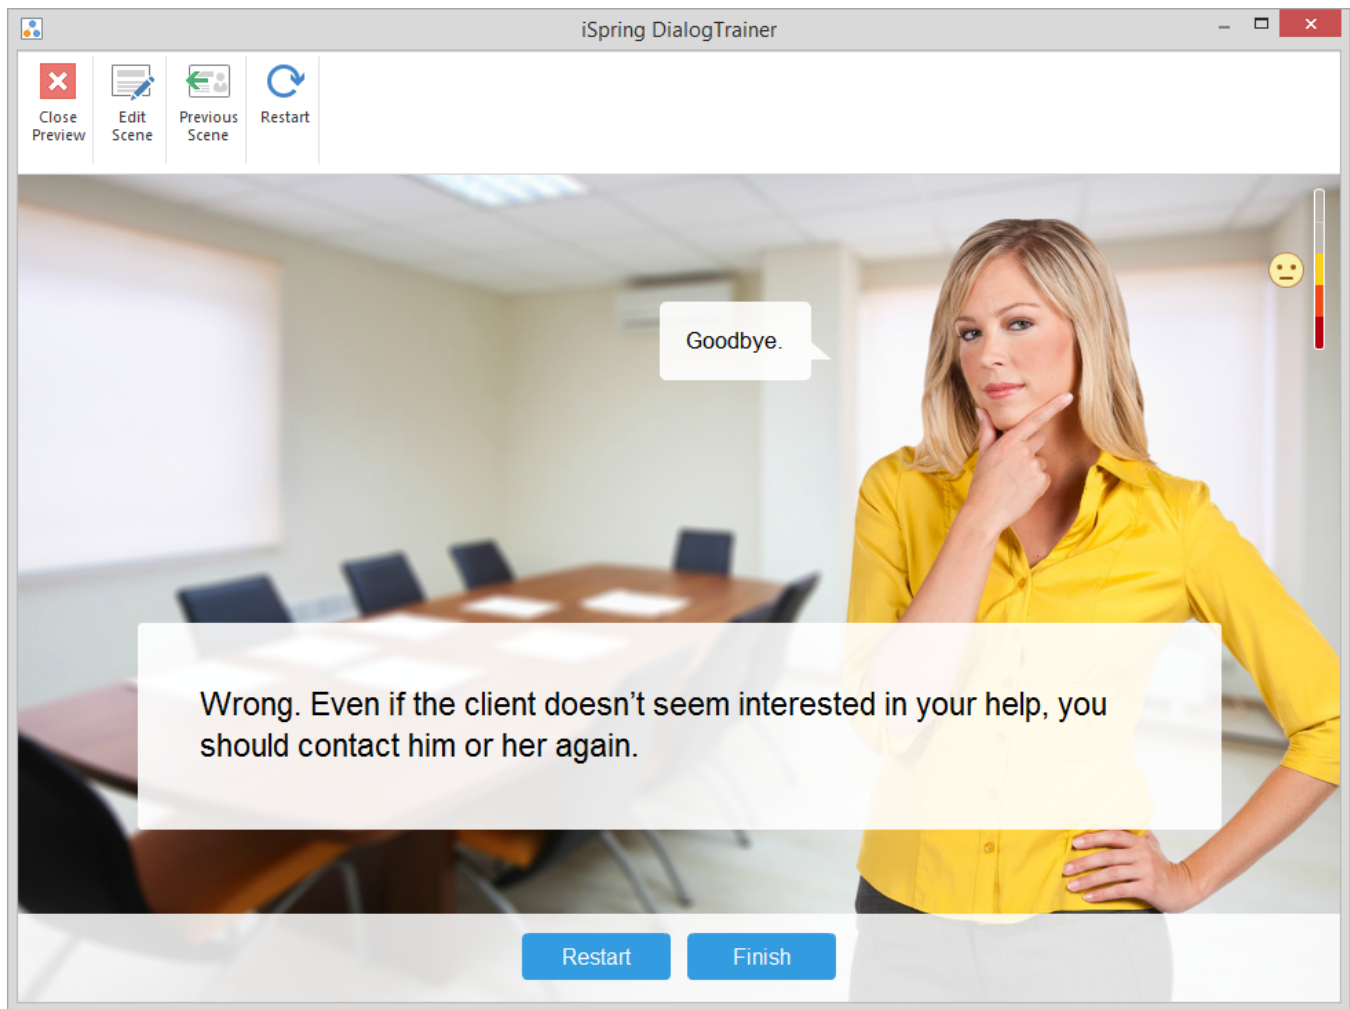 iSpring DialogTrainer
Close
Preview
Edit
Scene
Previous
Scene
Restart
Goodbye.
Wrong. Even if the client doesn’t seem interested in your help, you
should contact him or her again.
Restart
Finish